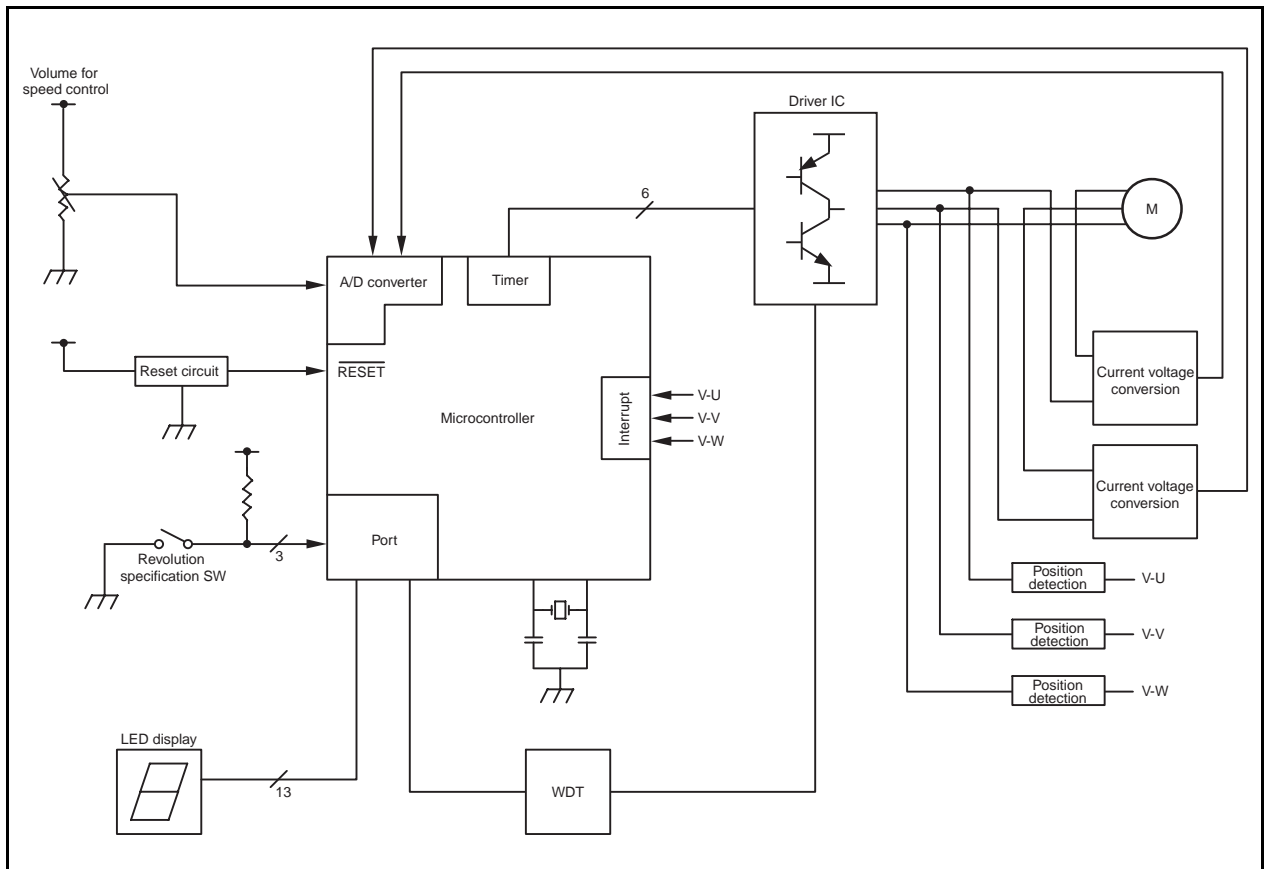 Volume for
speed control
Driver IC
6
M
A/D converter
Timer
Reset circuit
RESET
Microcontroller
Interrupt
V-U
V-V
V-W
Current voltage
conversion
Current voltage
conversion
Port
3
Revolution
specification SW
Position
detection
V-U
Position
detection
V-V
Position
detection
V-W
LED display
13
WDT